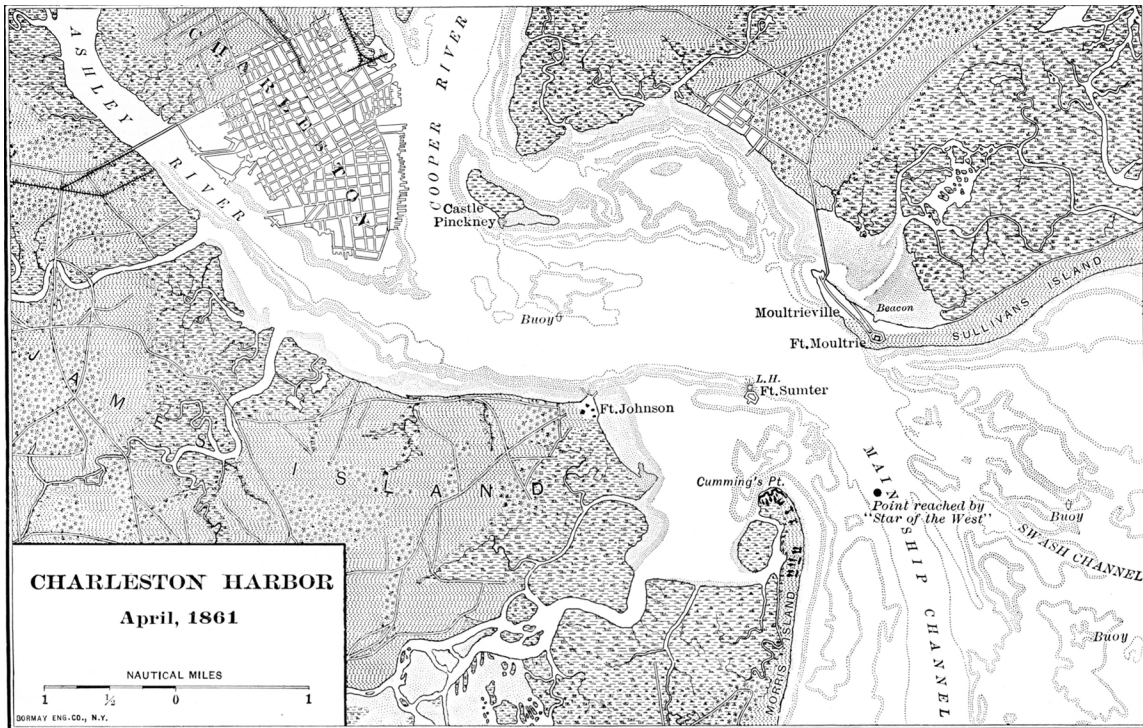 ASHLEY RIVER
CHARLESTON
COOPER RIVER
Castle
Pinckney
Buoy
Moultrieville
Beacon
Ft. Moultrie
SULLIVANS ISLAND
L.H.
Ft. Sumter
Ft. Johnson
JAMES ISLAND
Cumming's Pt.
MAIN SHIP CHANNEL
Point reached by
"Star of the West"
Buoy
SWASH CHANNEL
Buoy
MORRIS ISLAND
CHARLESTON HARBOR
April, 1861
NAUTICAL MILES
1 ½ 0 1
BORMAY ENG. CO., N.Y.